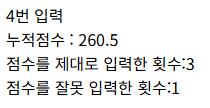 4번 입력
누적점수 : 260.5
점수를 제대로 입력한 횟수:3
점수를 잘못 입력한 횟수:1